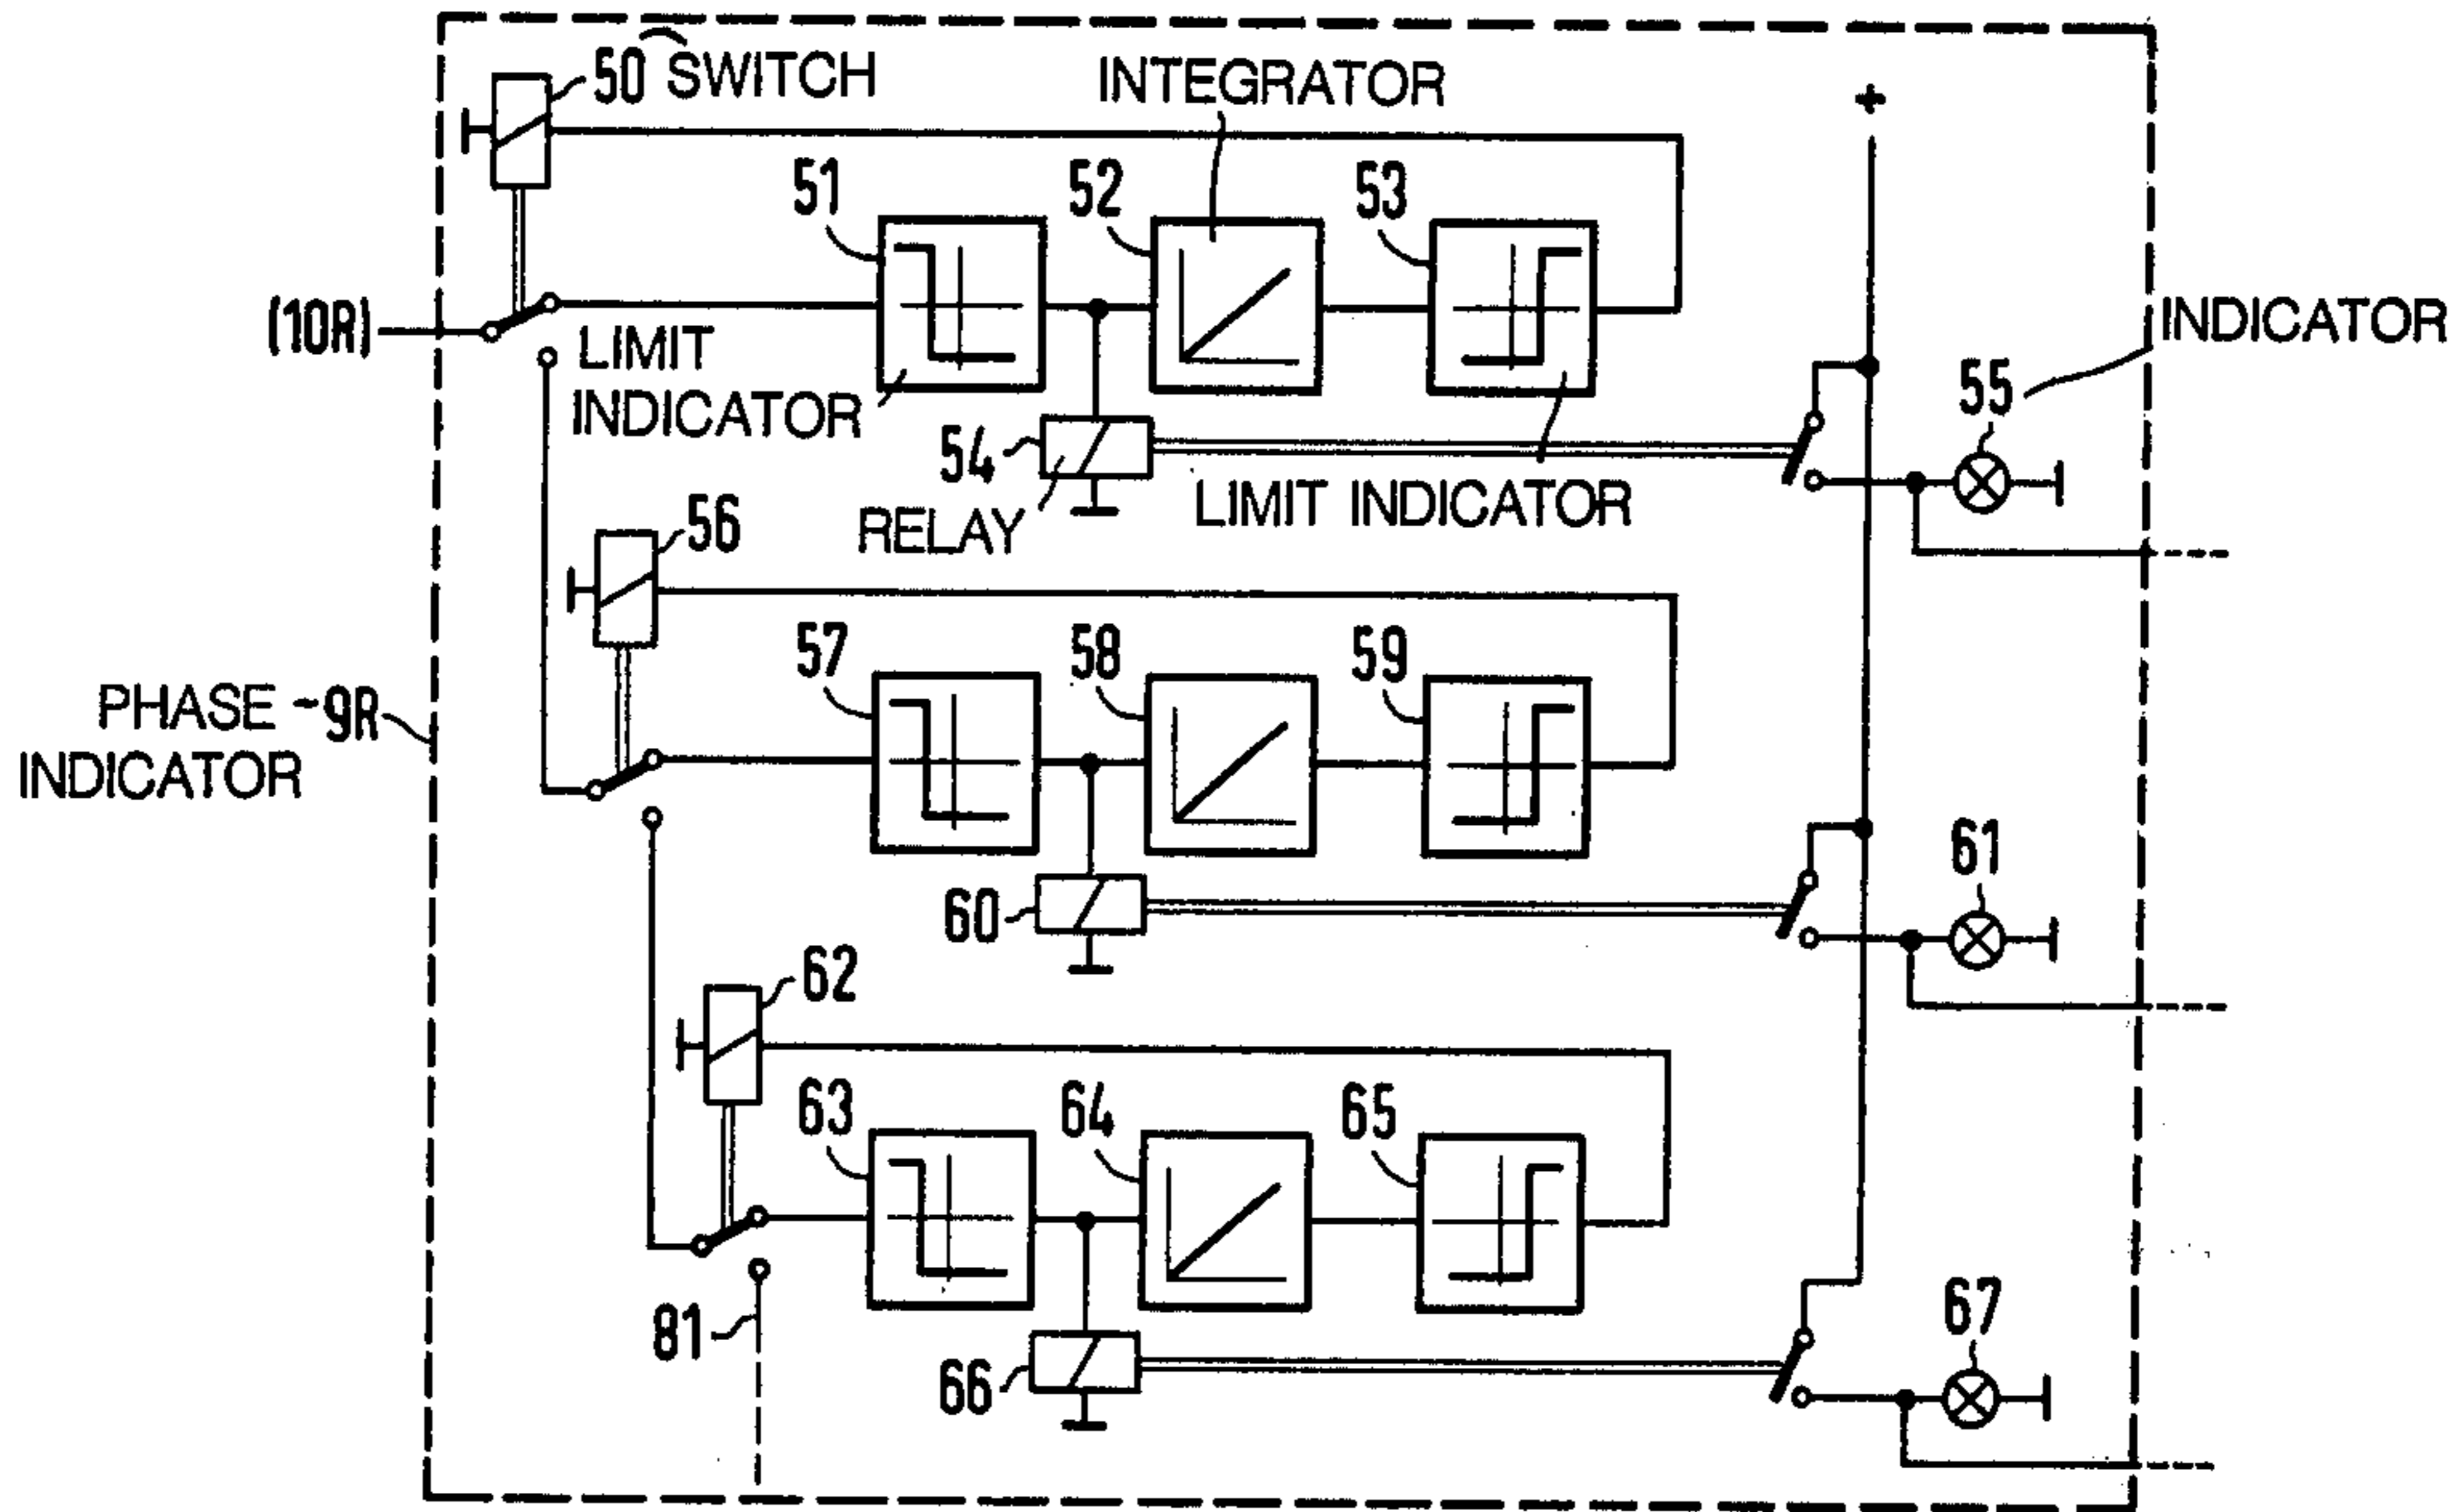 50 SWITCH
INTEGRATOR
+
51
52
53
(10R)
LIMIT
INDICATOR
INDICATOR
55
54
RELAY
LIMIT INDICATOR
56
57
58
59
PHASE
INDICATOR
9R
60
61
62
63
64
65
81
66
67